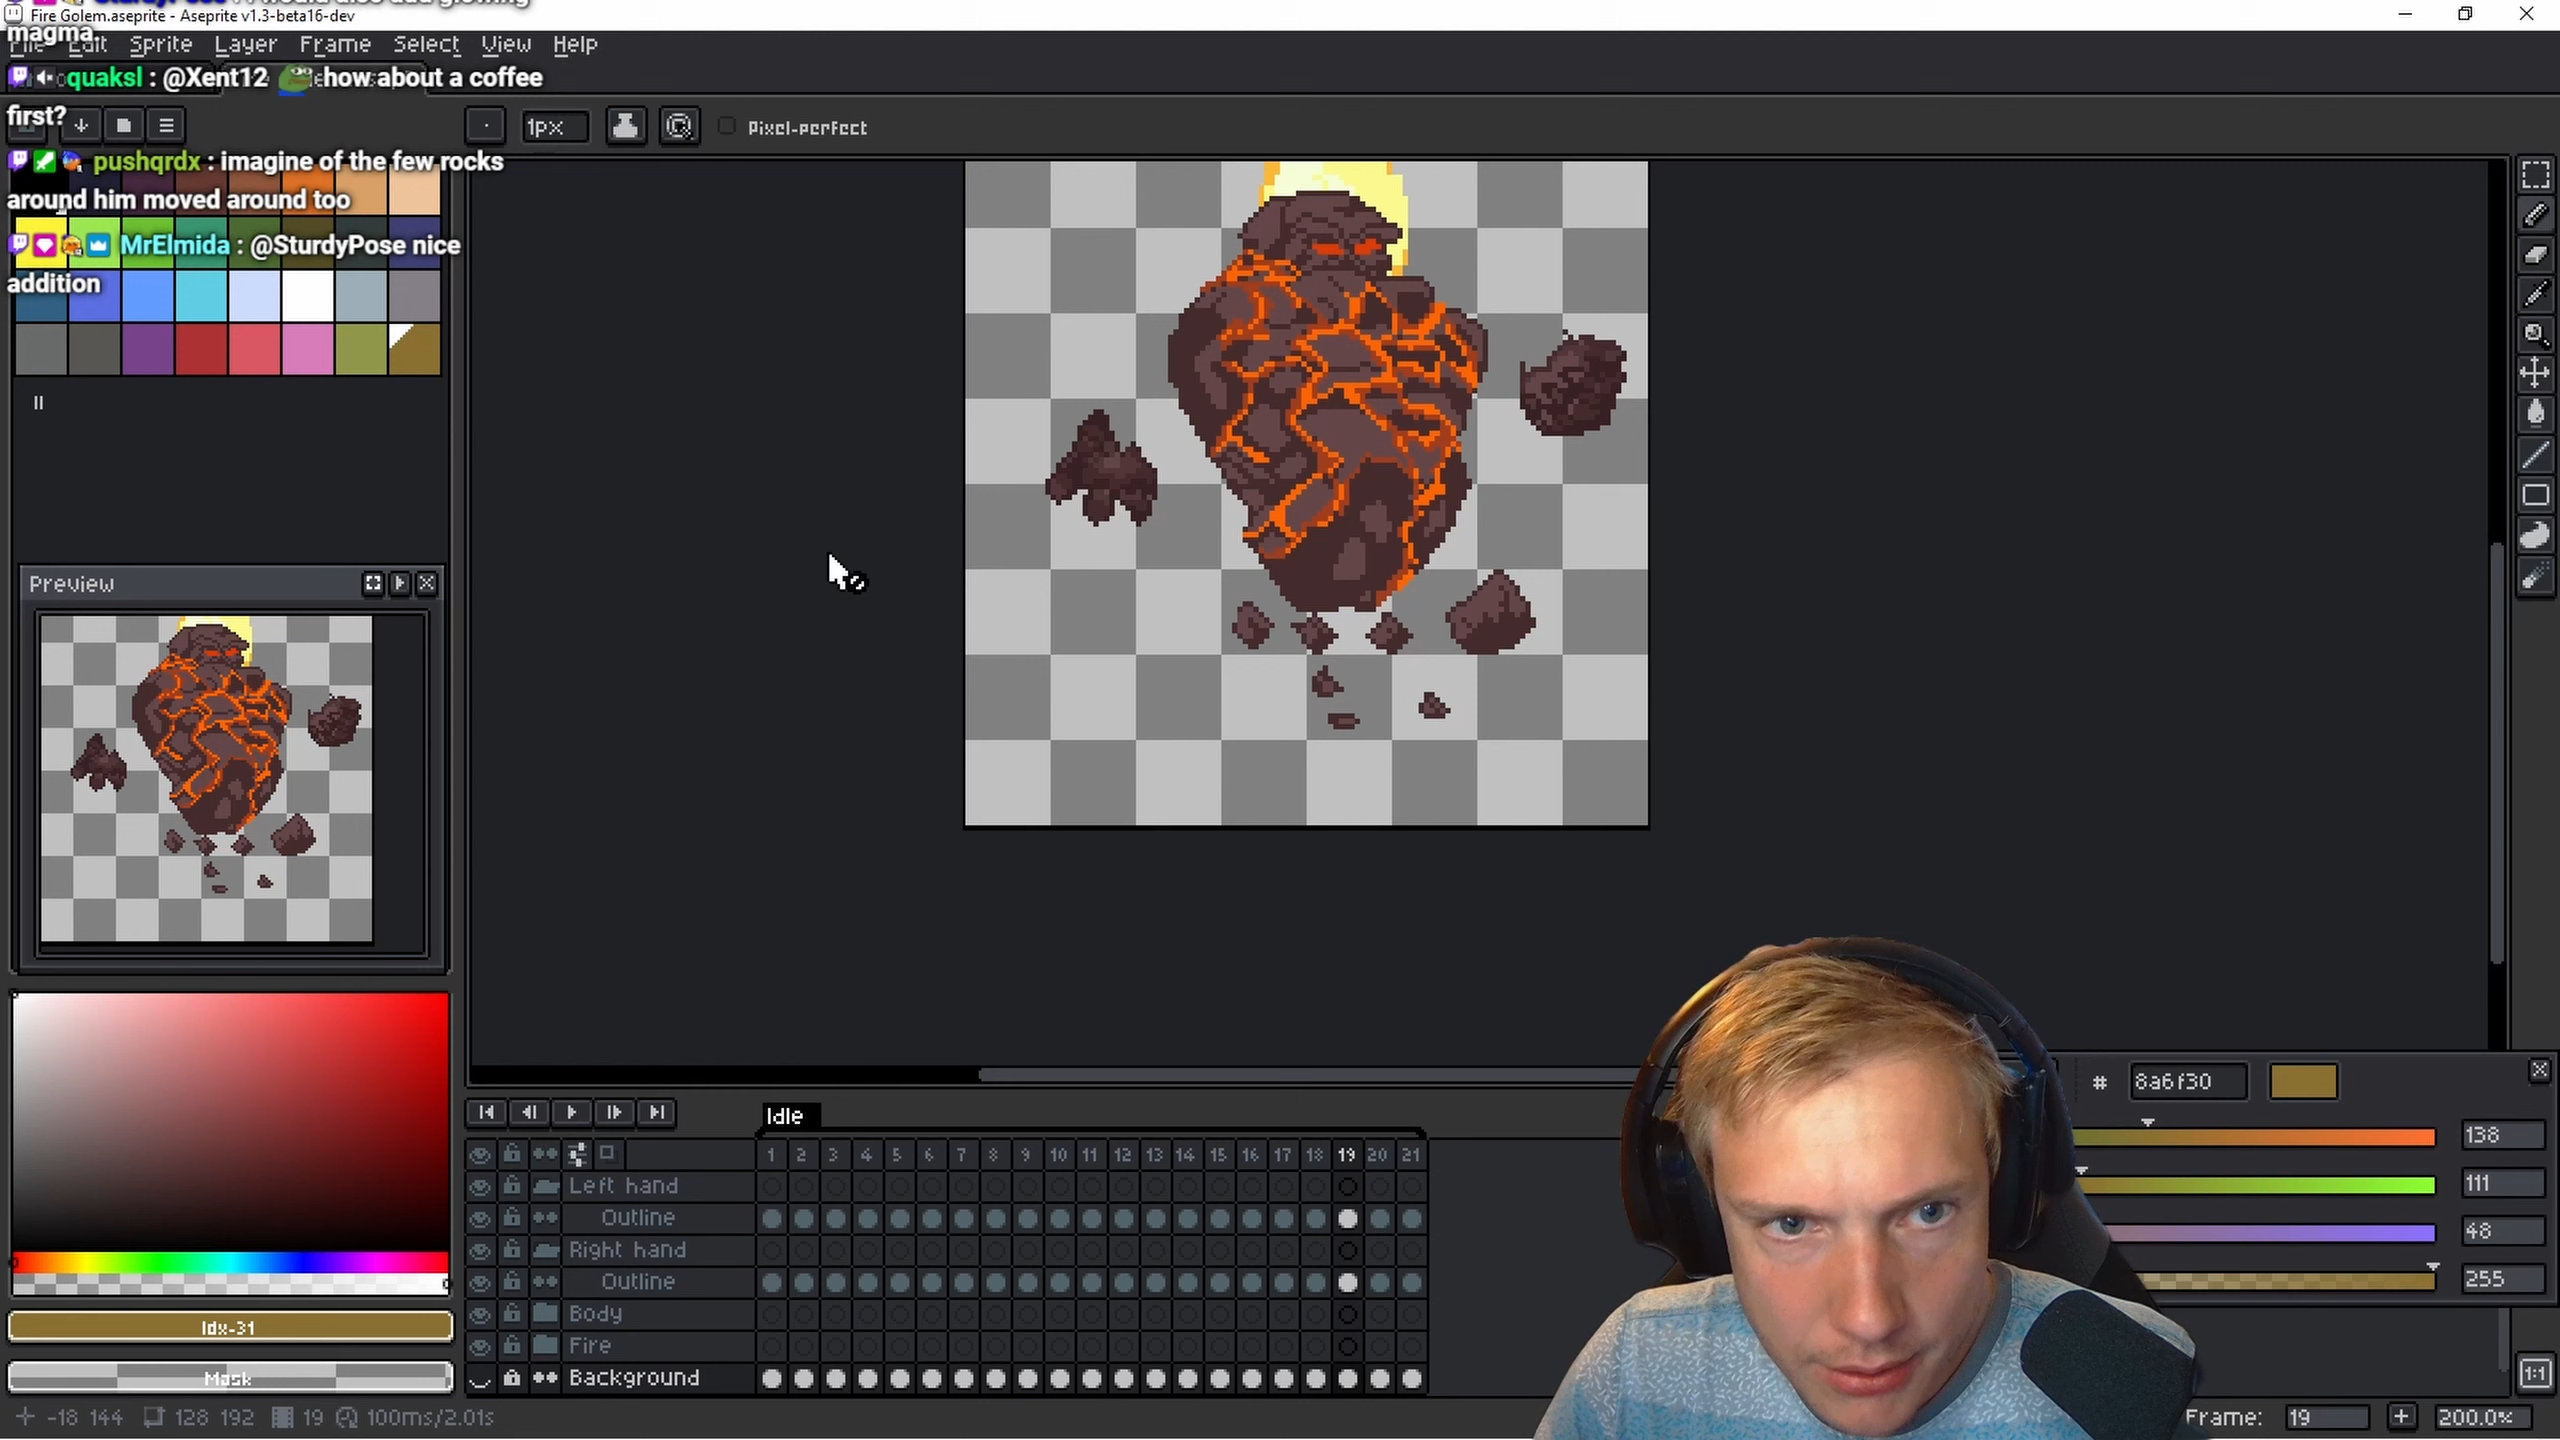 Fire Golem.aseprite - Aseprite v1.3-beta16-dev
magma.
File Edit Sprite Layer Frame Select View Help
quaksl : @Xent12 how about a coffee
first?
1px Pixel-perfect
pushqrdx : imagine of the few rocks
around him moved around too
MrElmida : @SturdyPose nice
addition
Preview
# 8a6f30
Idle
138
1 2 3 4 5 6 7 8 9 10 11 12 13 14 15 16 17 18 19 20 21
Left hand
111
Outline
48
Right hand
Outline
255
Body
Idx-31
Fire
Mask
Background
1:1
-18 144 128 192 19 100ms/2.01s
Frame: 19 + 200.0%